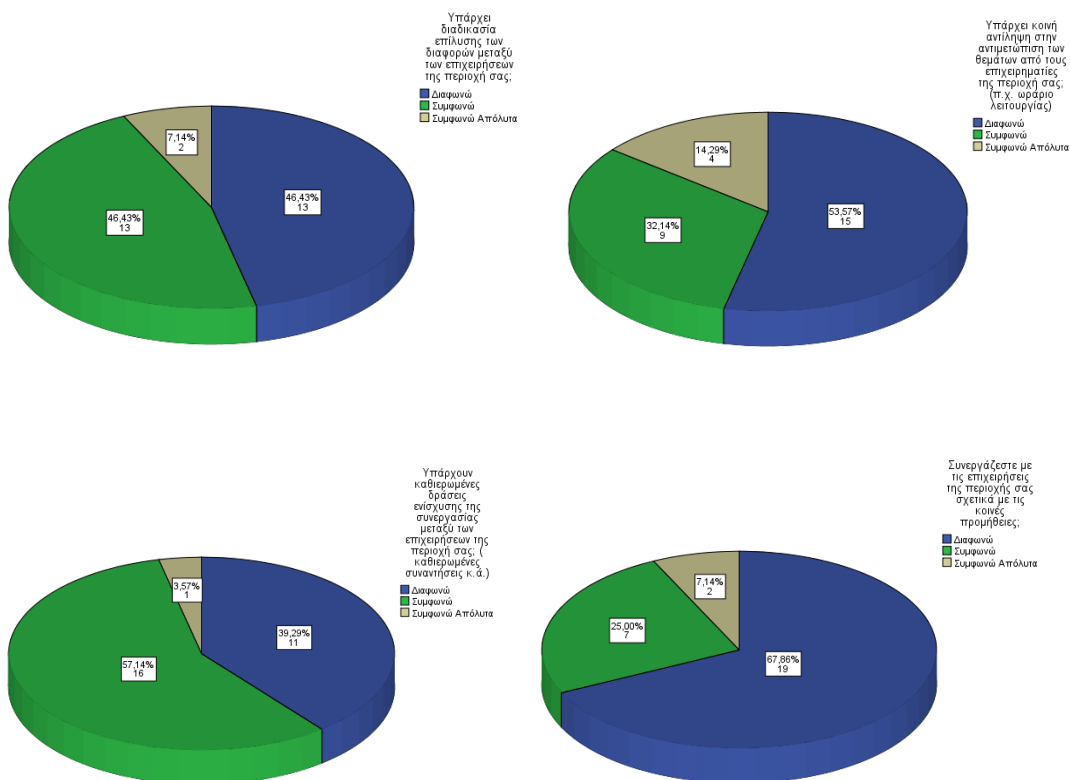 Υπάρχει
διαδικασία
επίλυσης των
διαφορών μεταξύ
των επιχειρήσεων
της περιοχή σας;
Διαφωνώ
Συμφωνώ
Συμφωνώ Απόλυτα
7,14%
2
46,43%
13
46,43%
13
Υπάρχει κοινή
αντίληψη στην
αντιμετώπιση των
θεμάτων από τους
επιχειρηματίες
της περιοχή σας;
(π.χ. ωράριο
λειτουργίας)
Διαφωνώ
Συμφωνώ
Συμφωνώ Απόλυτα
14,29%
4
32,14%
9
53,57%
15
Υπάρχουν
καθιερωμένες
δράσεις
ενίσχυσης της
συνεργασίας
μεταξύ των
επιχειρήσεων της
περιοχή σας; (
καθιερωμένες
συναντήσεις κ.ά.)
Διαφωνώ
Συμφωνώ
Συμφωνώ Απόλυτα
3,57%
1
39,29%
11
57,14%
16
Συνεργάζεστε με
τις επιχειρήσεις
της περιοχής σας
σχετικά με τις
κοινές
προμήθειες;
Διαφωνώ
Συμφωνώ
Συμφωνώ Απόλυτα
7,14%
2
25,00%
7
67,86%
19